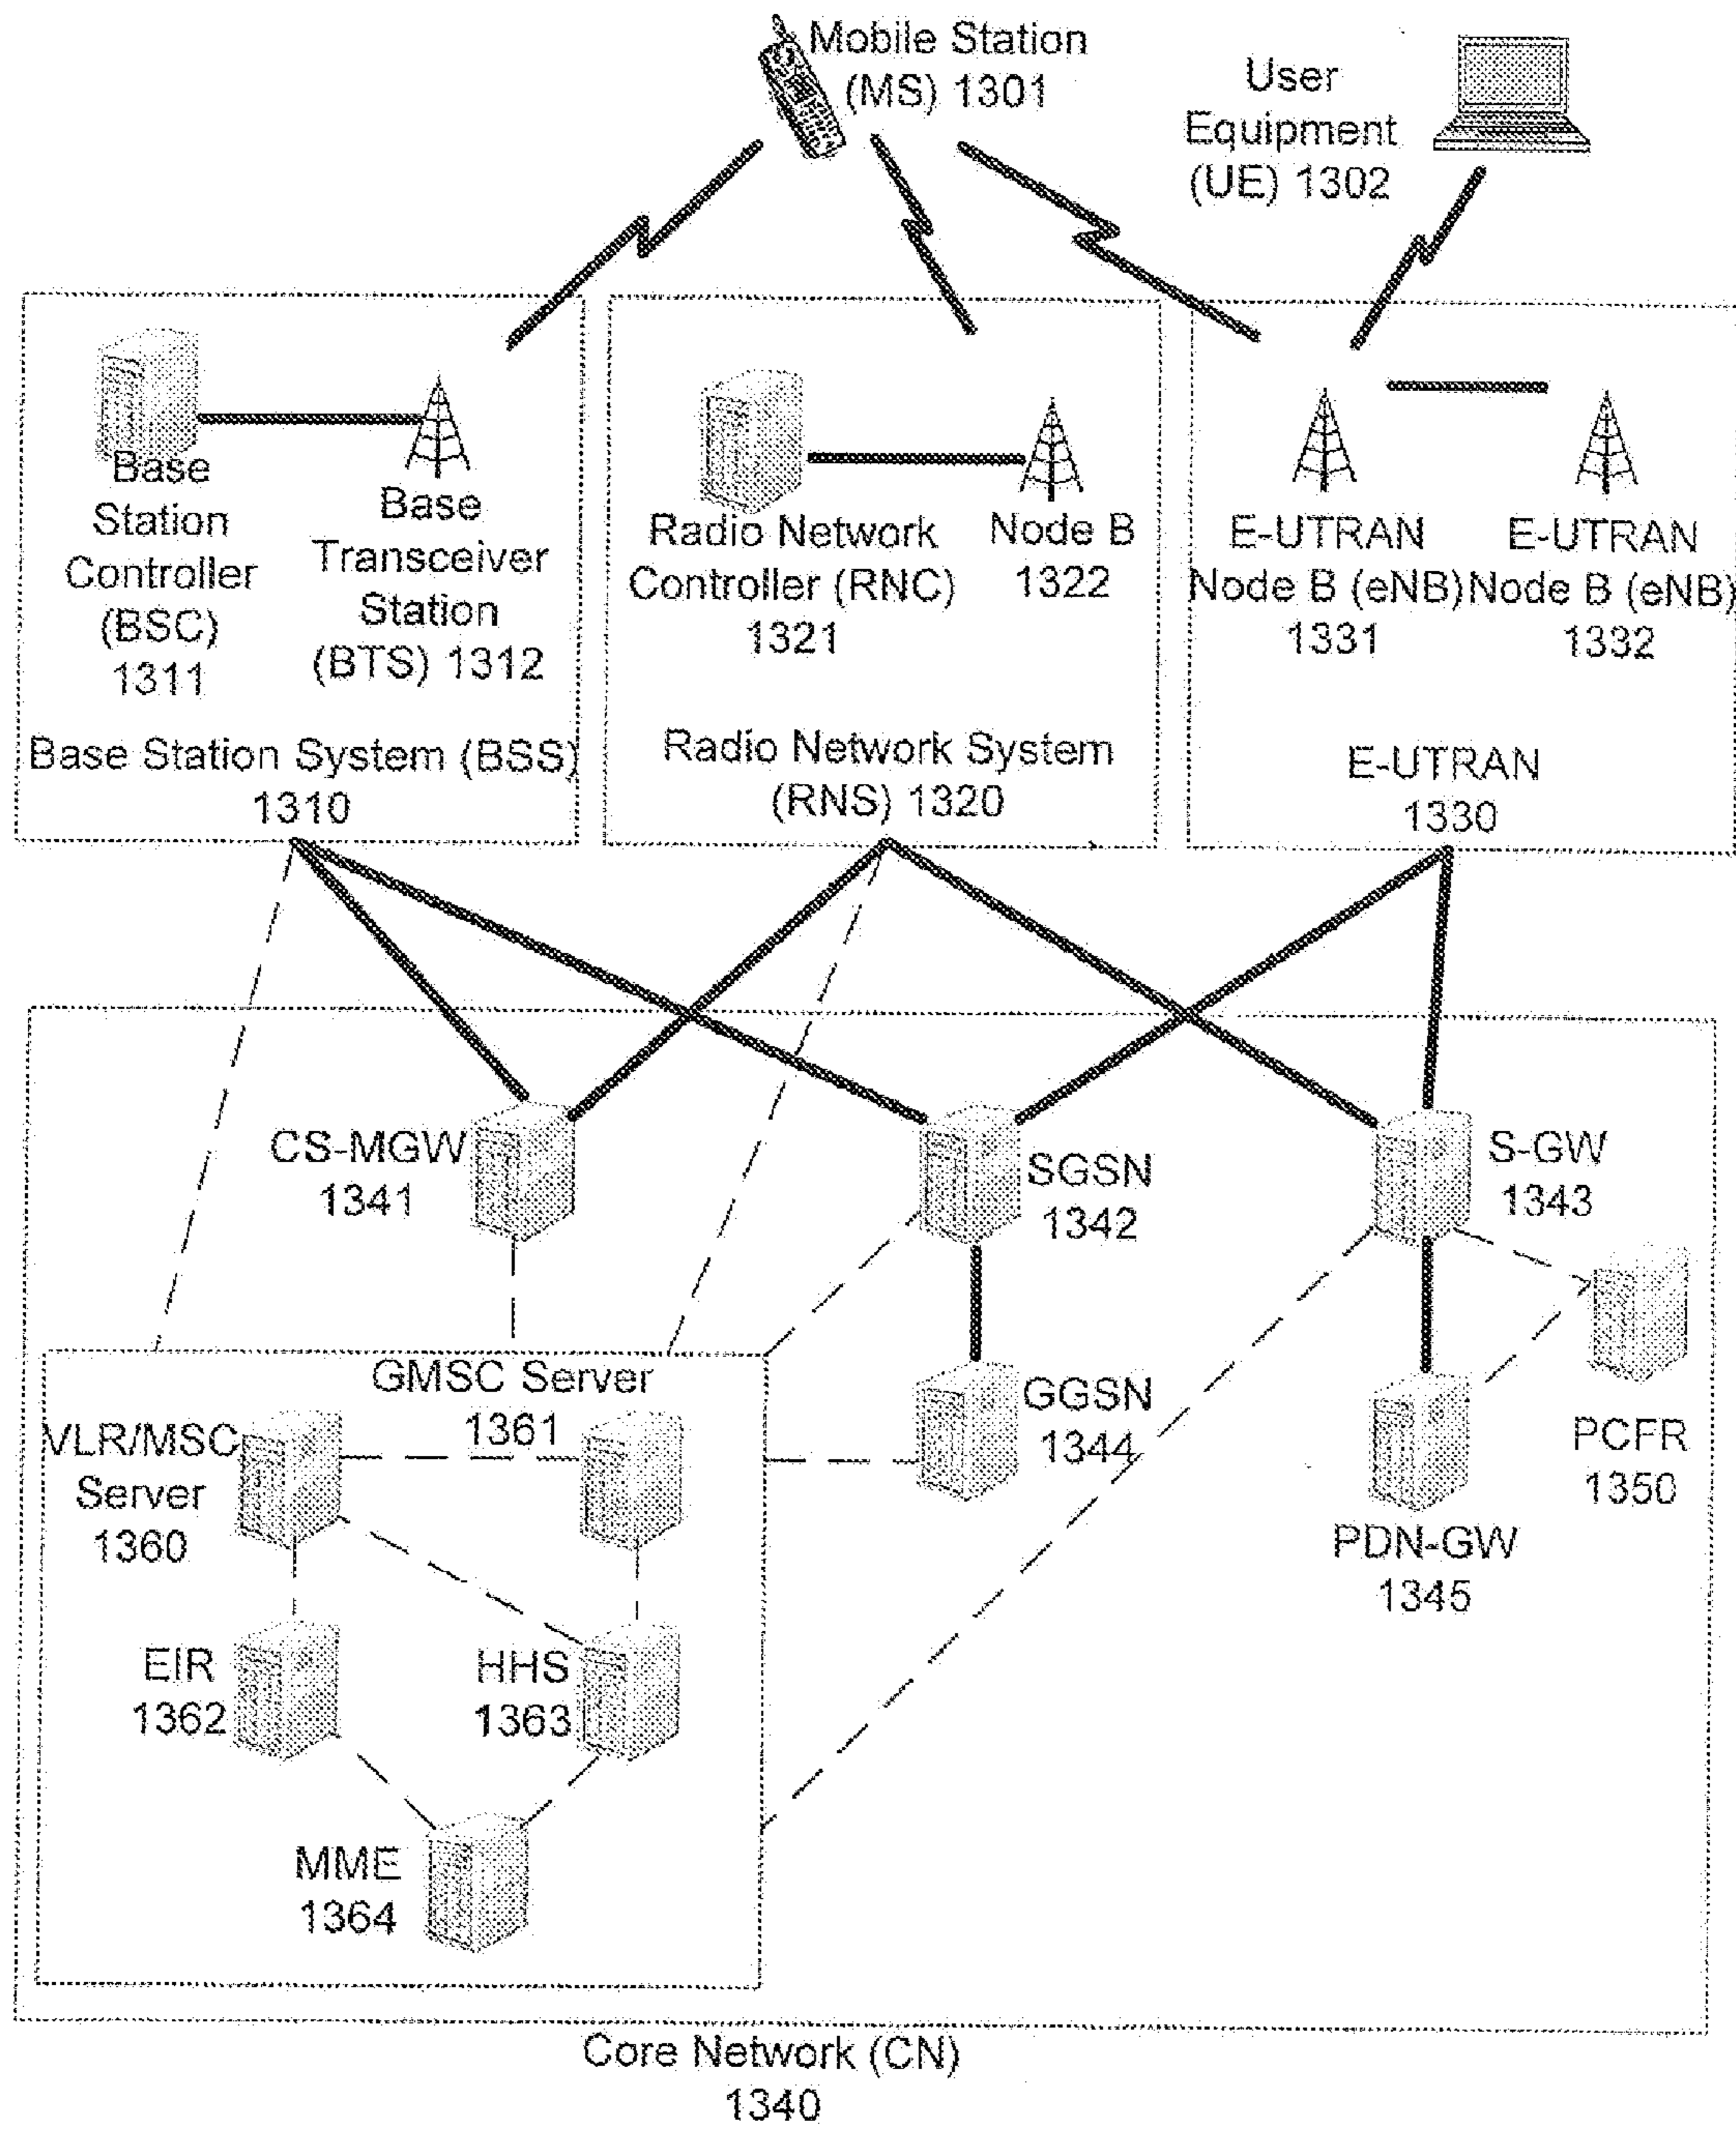 Mobile Station
(MS) 1301
User
Equipment
(UE) 1302
Base
Station
Controller
(BSC)
1311
Base
Transceiver
Station
(BTS) 1312
Base Station System (BSS)
1310
Radio Network
Controller (RNC)
1321
Node B
1322
Radio Network System
(RNS) 1320
E-UTRAN
Node B (eNB)
1331
E-UTRAN
Node B (eNB)
1332
E-UTRAN
1330
CS-MGW
1341
SGSN
1342
S-GW
1343
GMSC Server
1361
VLR/MSC
Server
1360
GGSN
1344
PCFR
1350
PDN-GW
1345
EIR
1362
HHS
1363
MME
1364
Core Network (CN)
1340